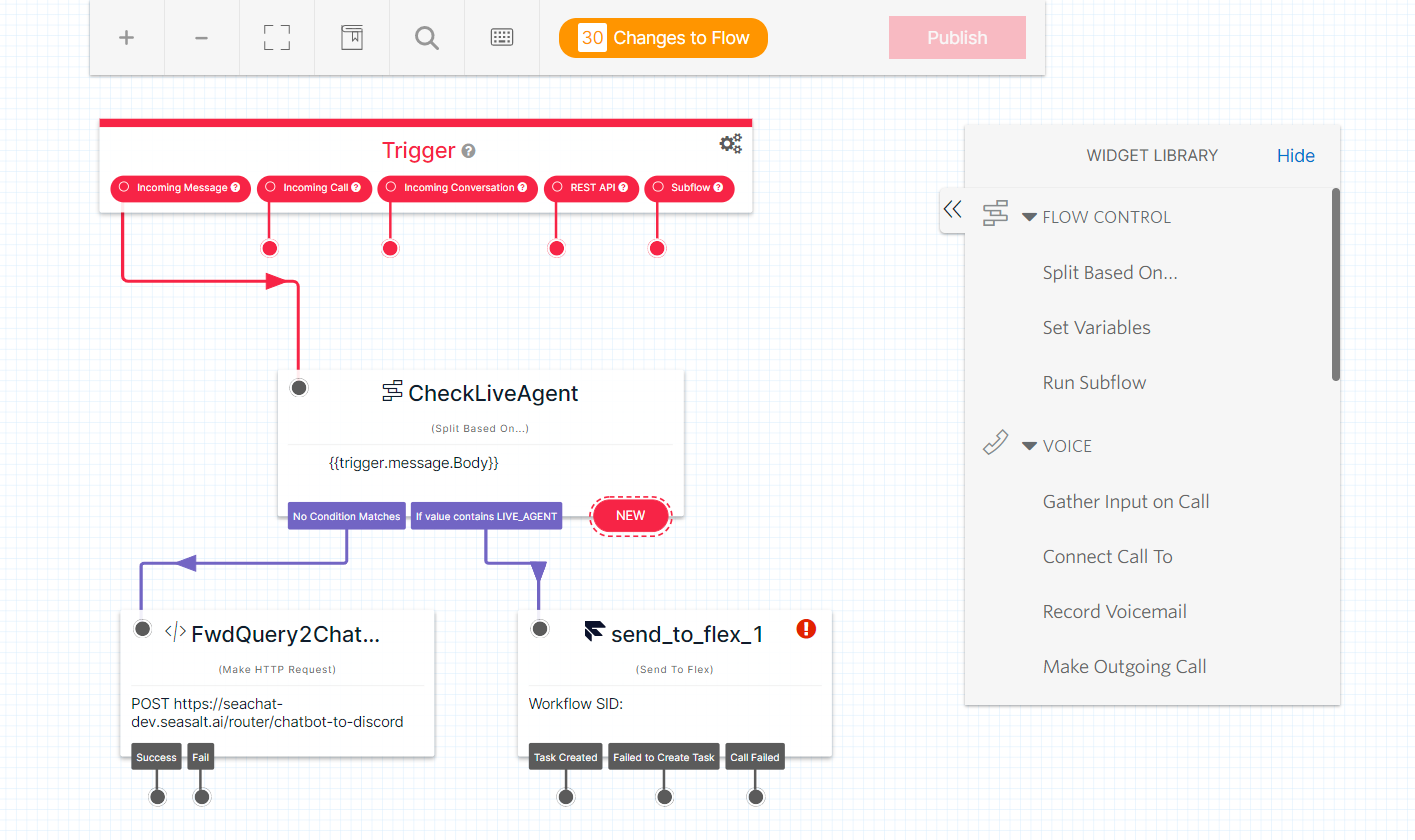 30 Changes to Flow
Publish
Trigger
Incoming Message
Incoming Call
Incoming Conversation
REST API
Subflow
CheckLiveAgent
(Split Based On...)
{{trigger.message.Body}}
No Condition Matches
If value contains LIVE_AGENT
NEW
FwdQuery2Chat...
(Make HTTP Request)
POST https://seachat-
dev.seasalt.ai/router/chatbot-to-discord
Success
Fail
send_to_flex_1
(Send To Flex)
Workflow SID:
Task Created
Failed to Create Task
Call Failed
WIDGET LIBRARY
Hide
FLOW CONTROL
Split Based On...
Set Variables
Run Subflow
VOICE
Gather Input on Call
Connect Call To
Record Voicemail
Make Outgoing Call